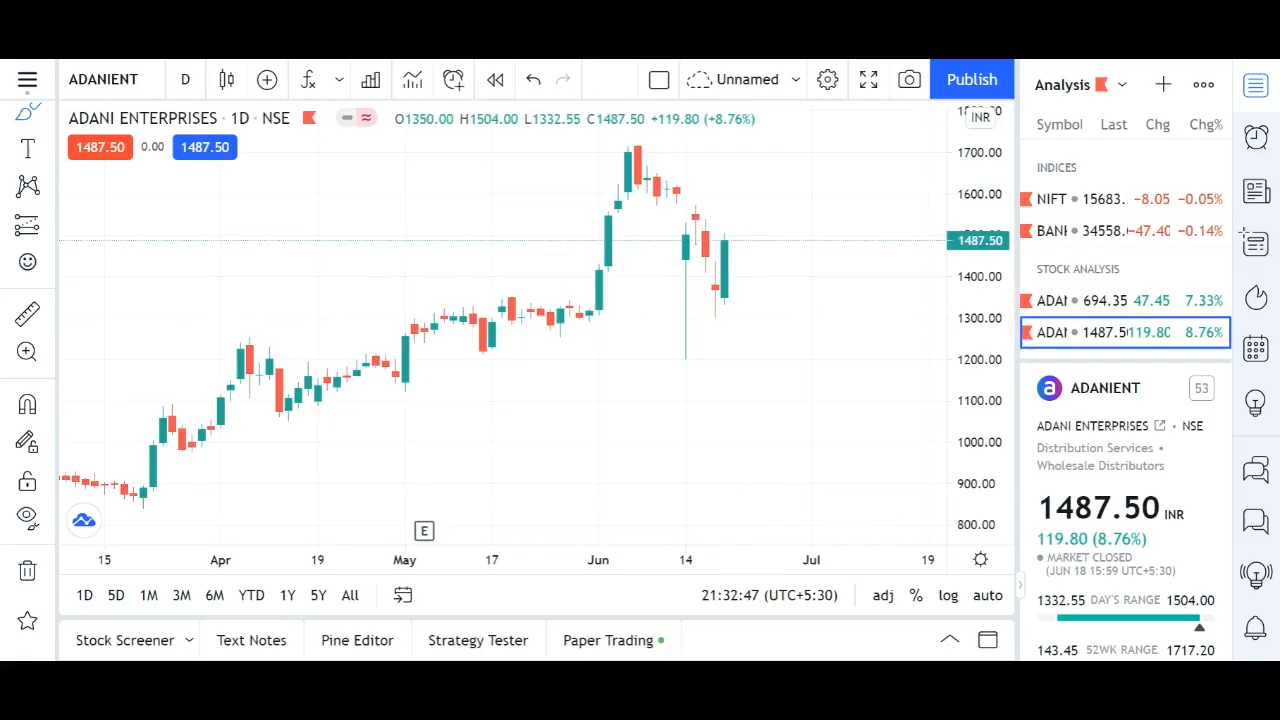 ADANIENT D Unnamed Publish
ADANI ENTERPRISES · 1D · NSE O1350.00 H1504.00 L1332.55 C1487.50 +119.80 (+8.76%)
INR
1487.50 0.00 1487.50
1700.00
1600.00
1487.50
1400.00
1300.00
1200.00
1100.00
1000.00
900.00
800.00
E
15 Apr 19 May 17 Jun 14 Jul 19
1D 5D 1M 3M 6M YTD 1Y 5Y All 21:32:47 (UTC+5:30) adj % log auto
Stock Screener Text Notes Pine Editor Strategy Tester Paper Trading
Analysis
Symbol Last Chg Chg%
INDICES
NIFT 15683. −8.05 −0.05%
BANK 34558. −47.40 −0.14%
STOCK ANALYSIS
ADAI 694.35 47.45 7.33%
ADAI 1487.50 119.80 8.76%
ADANIENT 53
ADANI ENTERPRISES • NSE
Distribution Services •
Wholesale Distributors
1487.50 INR
119.80 (8.76%)
MARKET CLOSED
(JUN 18 15:59 UTC+5:30)
1332.55 DAY'S RANGE 1504.00
143.45 52WK RANGE 1717.20